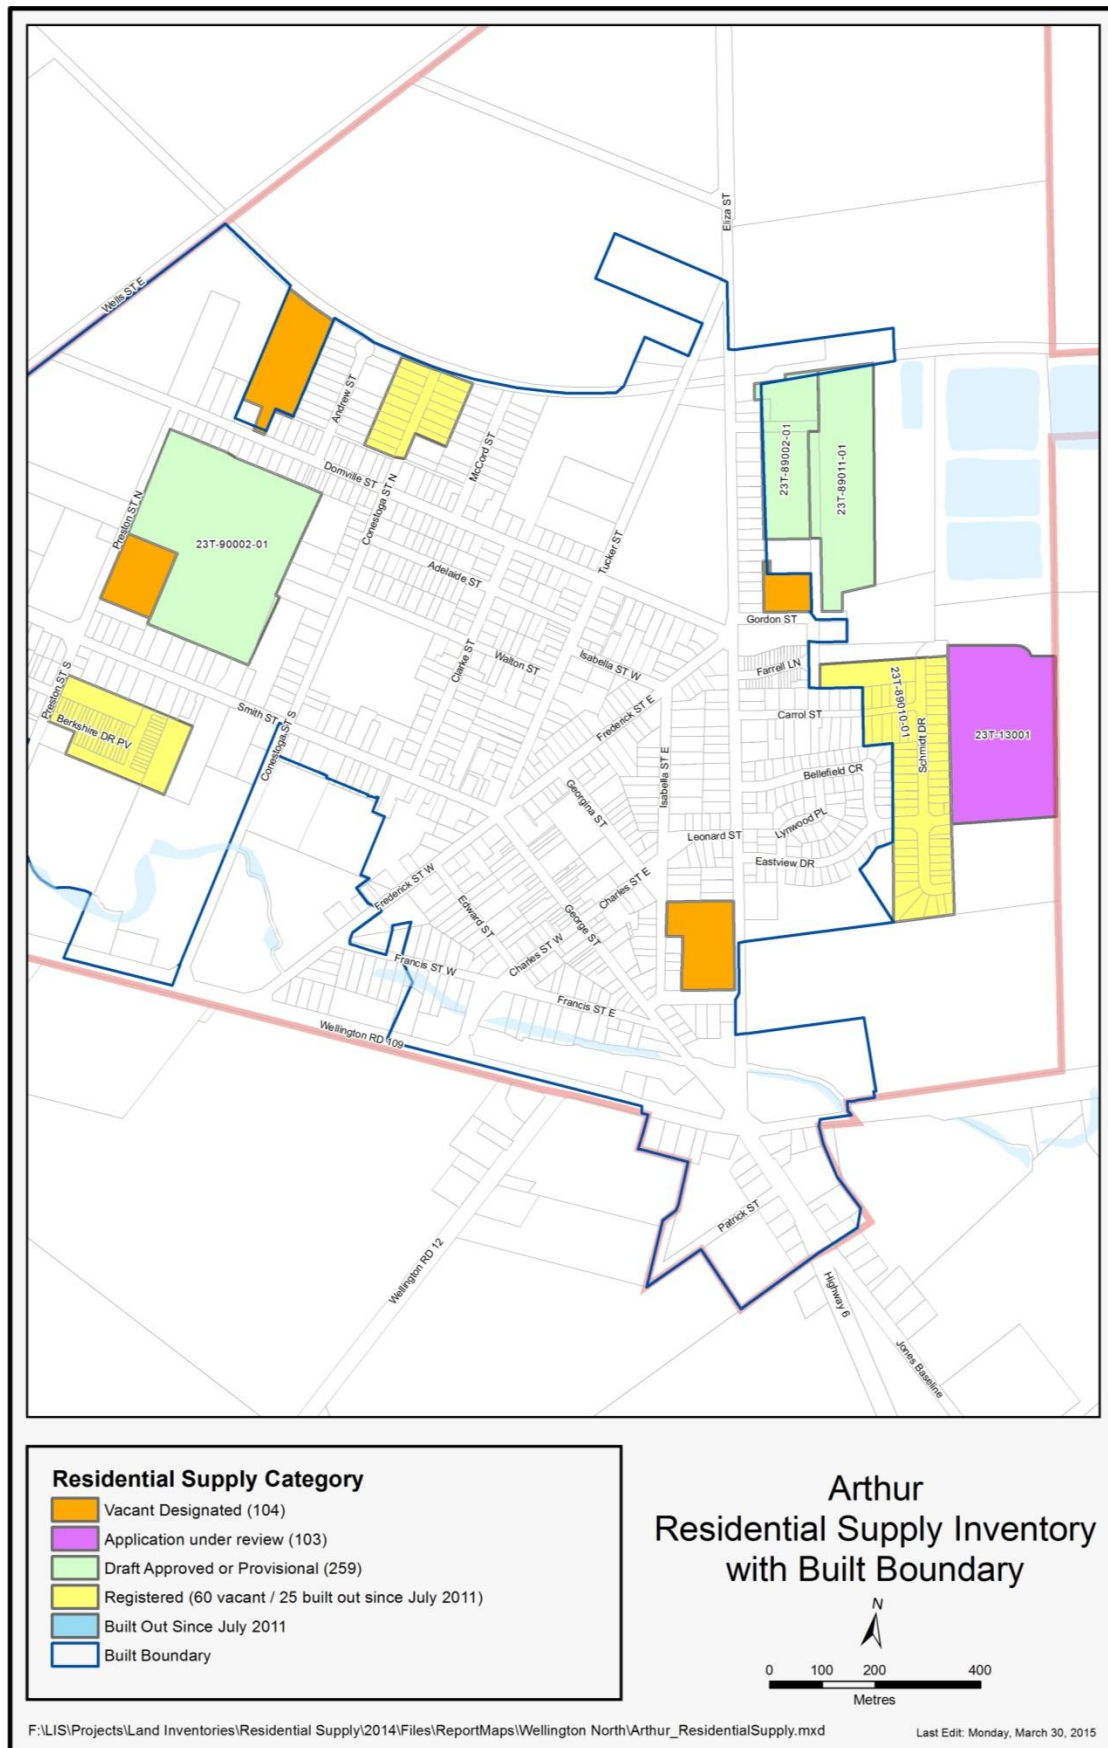 Eliza ST
Wells ST E
Andrew ST
McCord ST
Domville ST
Conestoga ST N
Preston ST N
23T-90002-01
Tucker ST
Adelaide ST
23T-89002-01
23T-89011-01
Gordon ST
Clarke ST
Walton ST
Isabella ST W
Farrell LN
Preston ST S
Berkshire DR PV
Smith ST
Conestoga ST S
Frederick ST E
Carrol ST
23T-89010-01
Schmidt DR
23T-13001
Isabella ST E
Bellefield CR
Georgina ST
Leonard ST
Lynwood PL
Eastview DR
Frederick ST W
Edward ST
Charles ST E
George ST
Charles ST W
Francis ST W
Francis ST E
Wellington RD 109
Patrick ST
Wellington RD 12
Highway 6
Jones Baseline
Residential Supply Category
Vacant Designated (104)
Application under review (103)
Draft Approved or Provisional (259)
Registered (60 vacant / 25 built out since July 2011)
Built Out Since July 2011
Built Boundary
Arthur
Residential Supply Inventory
with Built Boundary
N
0 100 200 400
Metres
F:\LIS\Projects\Land Inventories\Residential Supply\2014\Files\ReportMaps\Wellington North\Arthur_ResidentialSupply.mxd
Last Edit: Monday, March 30, 2015